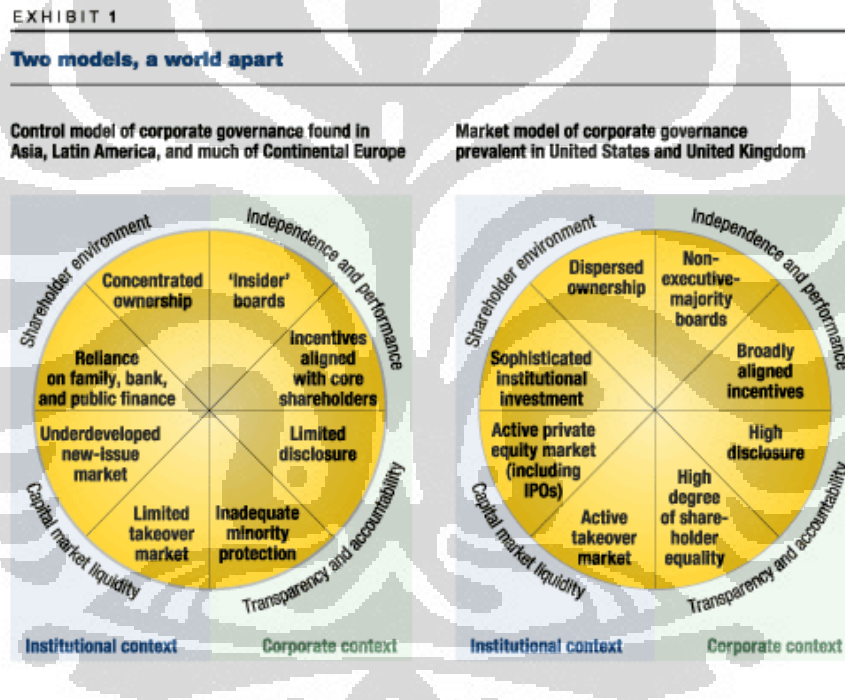 EXHIBIT 1
Two models, a world apart
Control model of corporate governance found in
Asia, Latin America, and much of Continental Europe
Shareholder environment
Independence and performance
Concentrated
ownership
'Insider'
boards
Incentives
aligned
with core
shareholders
Reliance
on family, bank,
and public finance
Underdeveloped
new-issue
market
Limited
disclosure
Limited
takeover
market
Inadequate
minority
protection
Capital market liquidity
Transparency and accountability
Institutional context
Corporate context
Market model of corporate governance
prevalent in United States and United Kingdom
Shareholder environment
Independence and performance
Dispersed
ownership
Non-
executive-
majority
boards
Sophisticated
institutional
investment
Broadly
aligned
incentives
Active private
equity market
(including
IPOs)
High
disclosure
Active
takeover
market
High
degree
of share-
holder
equality
Capital market liquidity
Transparency and accountability
Institutional context
Corporate context